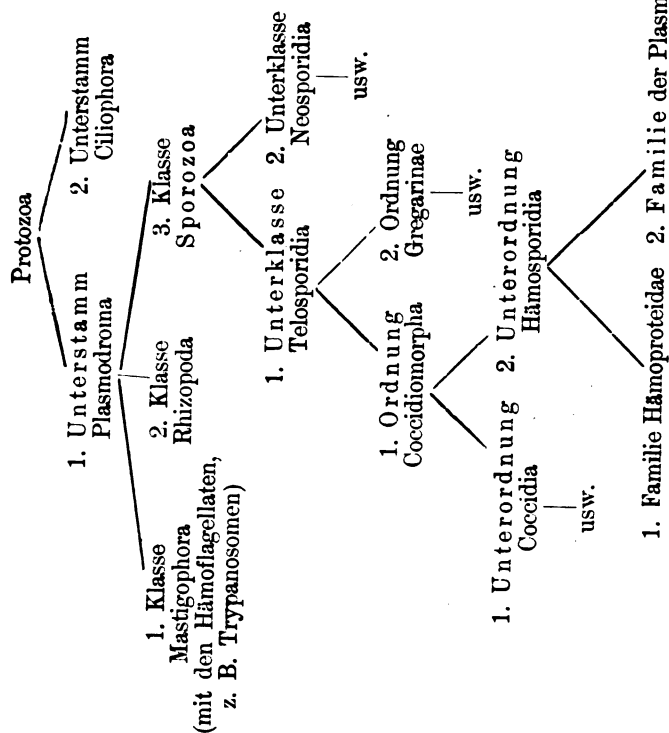 Protozoa
1. Unterstamm
Plasmodroma
2. Unterstamm
Ciliophora
1. Klasse
Mastigophora
(mit den Hämoflagellaten,
z. B. Trypanosomen)
2. Klasse
Rhizopoda
3. Klasse
Sporozoa
1. Unterklasse
Telosporidia
2. Unterklasse
Neosporidia
usw.
1. Ordnung
Coccidiomorpha
2. Ordnung
Gregarinae
usw.
1. Unterordnung
Coccidia
usw.
2. Unterordnung
Hämosporidia
1. Familie Hämoproteidae
2. Familie der